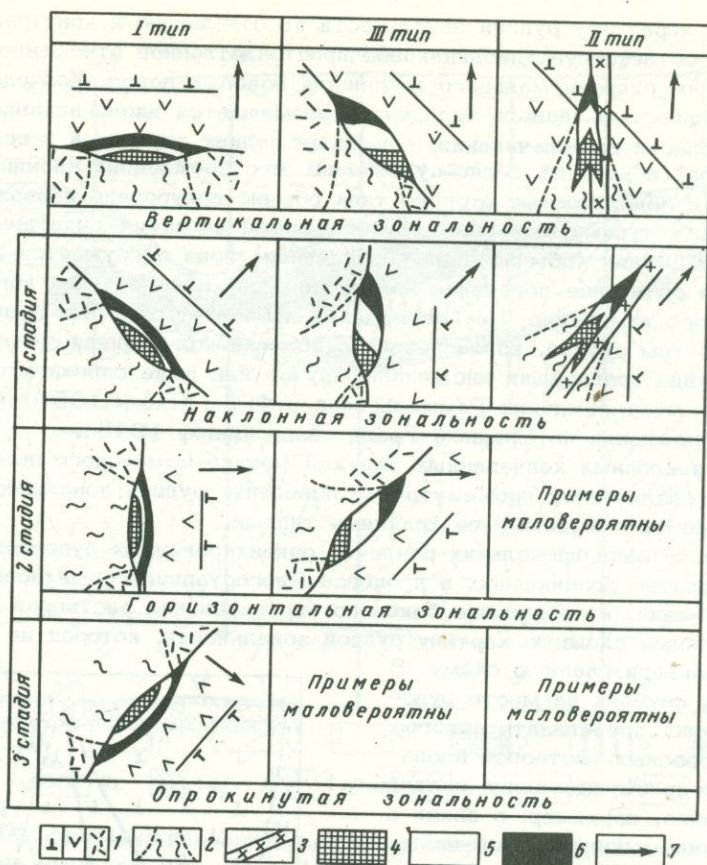 I тип III тип II тип
Вертикальная зональность
1 стадия
Наклонная зональность
2 стадия
Примеры
маловероятны
Горизонтальная зональность
3 стадия
Примеры
маловероятны
Примеры
маловероятны
Опрокинутая зональность
1 2 3 4 5 6 7